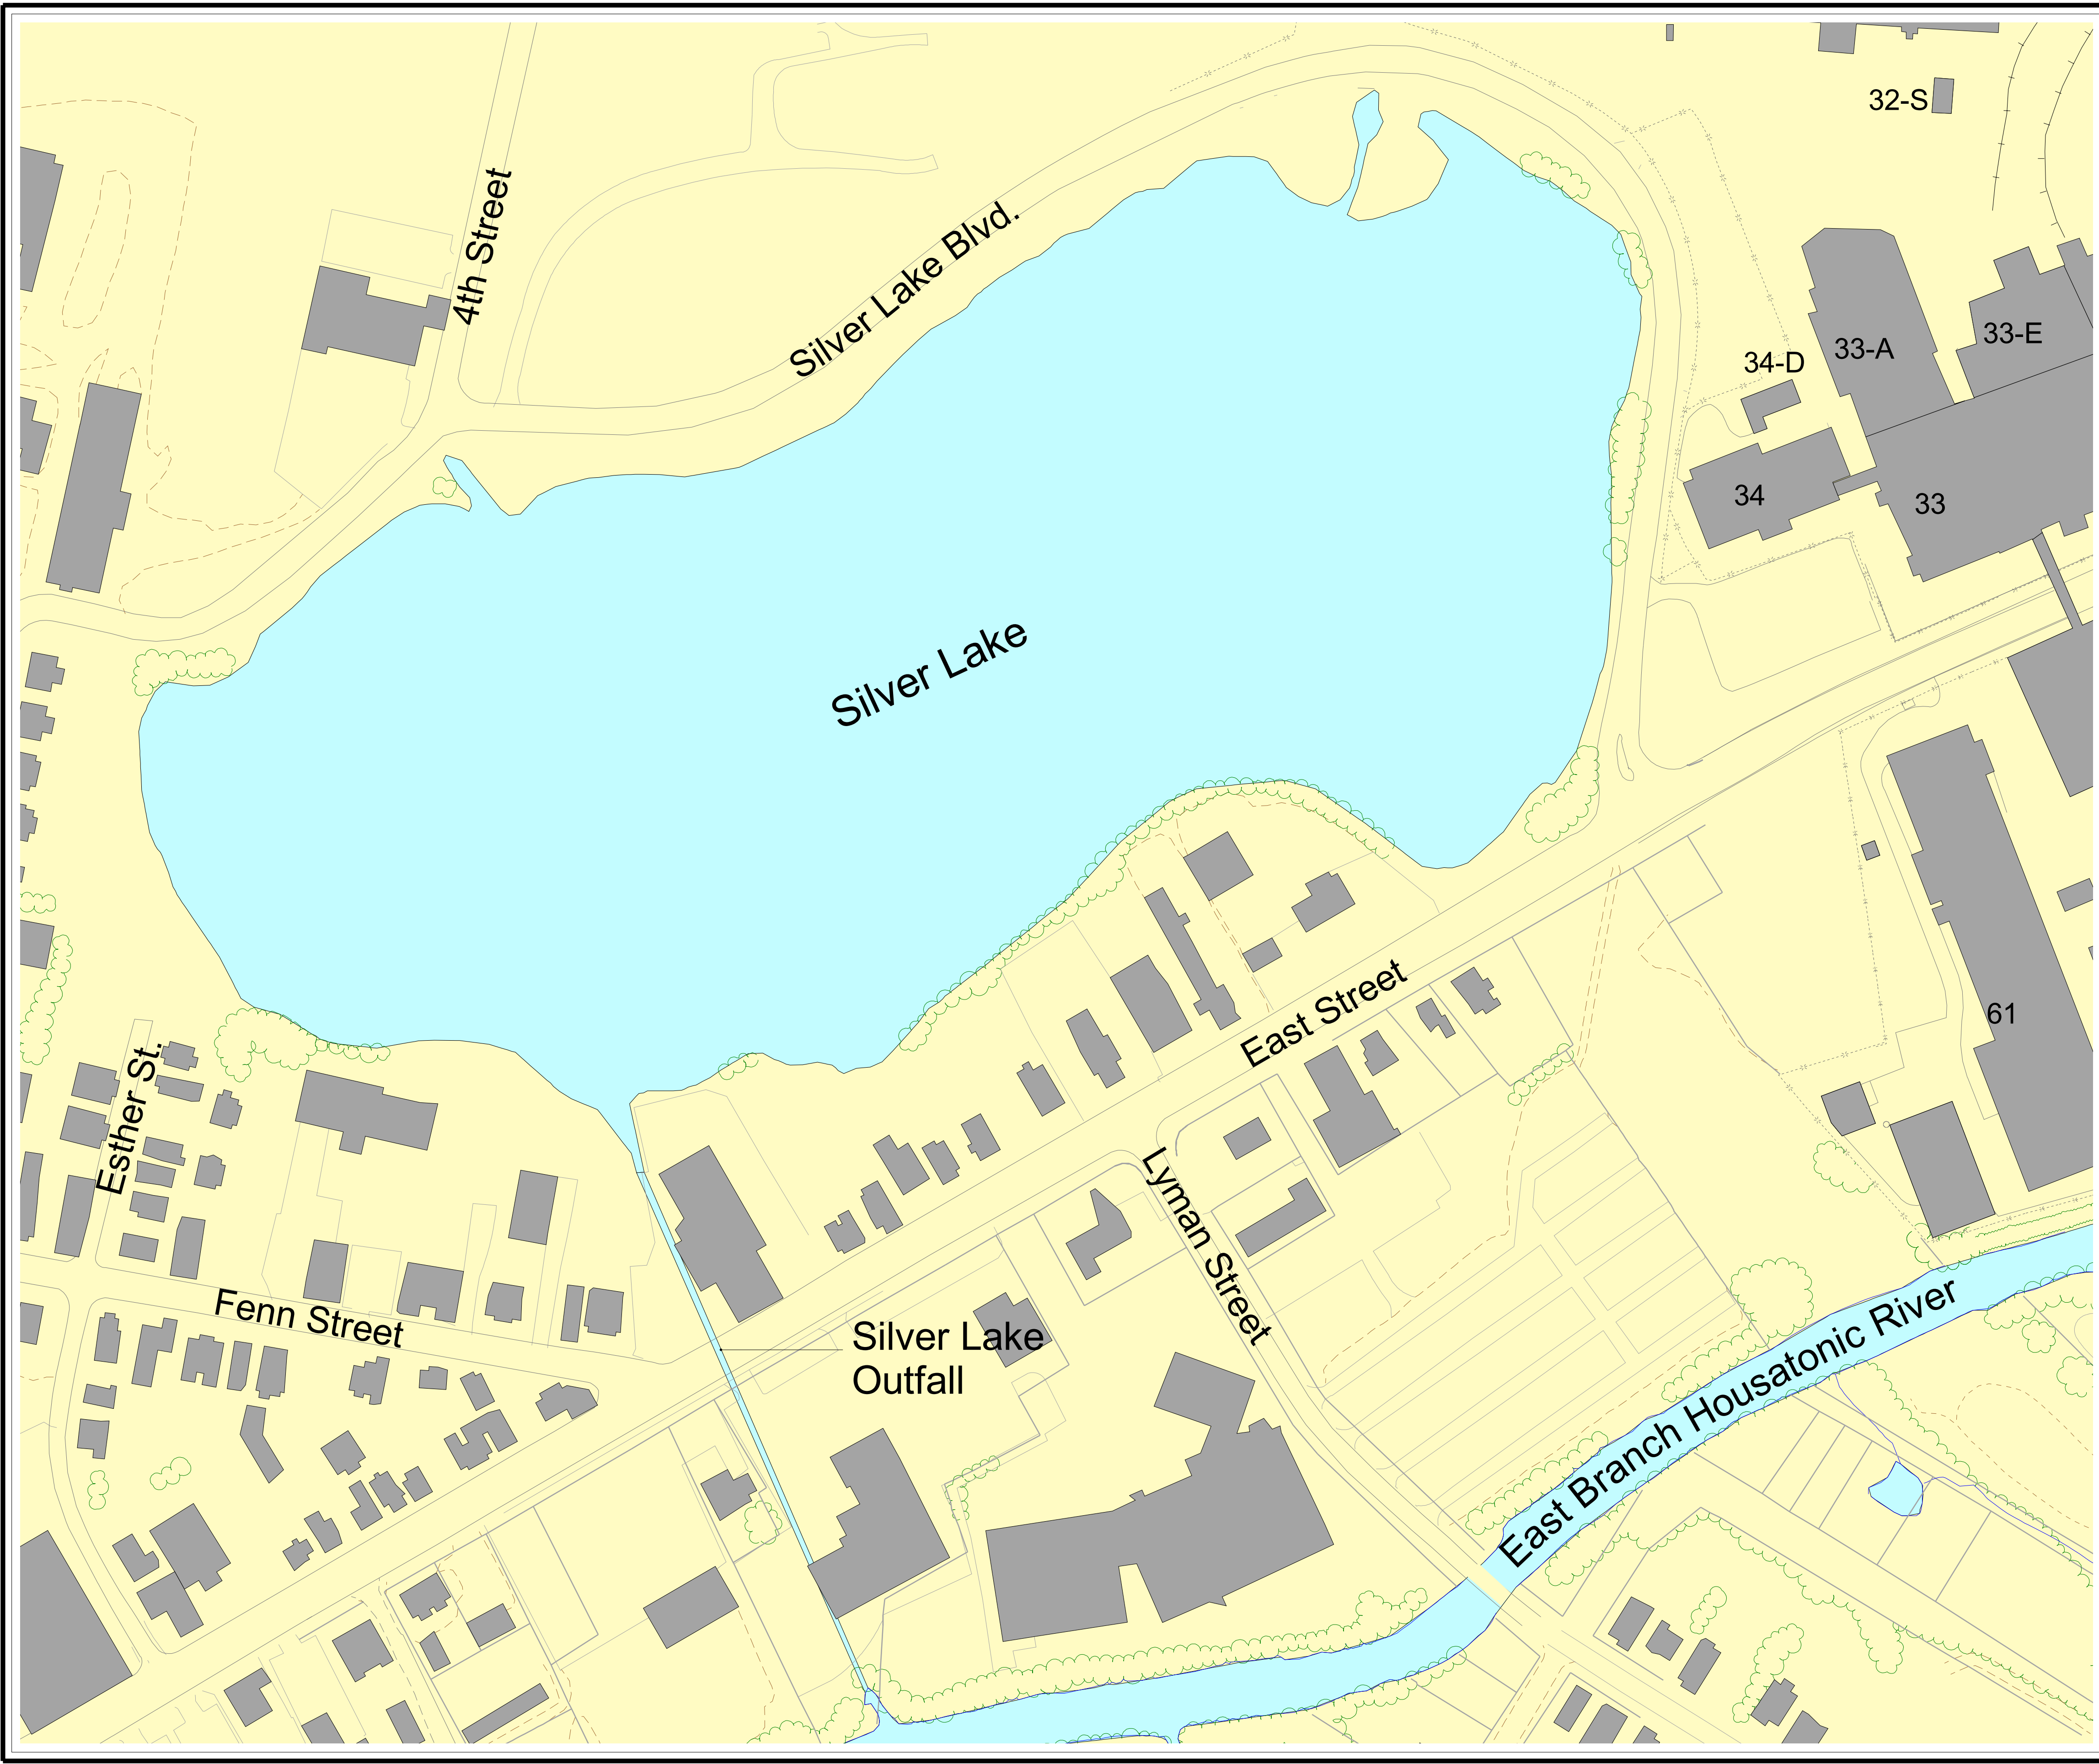 32-S
4th Street
Silver Lake Blvd.
33-E
33-A
34-D
34
33
Silver Lake
East Street
61
Esther St.
Lyman Street
Fenn Street
Silver Lake
Outfall
East Branch Housatonic River